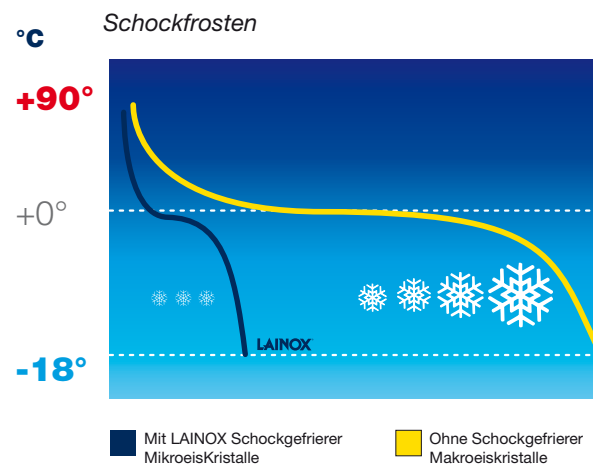 Schockfrosten
°C
+90°
+0°
LAINOX
-18°
Mit LAINOX Schockgefrierer
MikroeisKristalle
Ohne Schockgefrierer
Makroeiskristalle